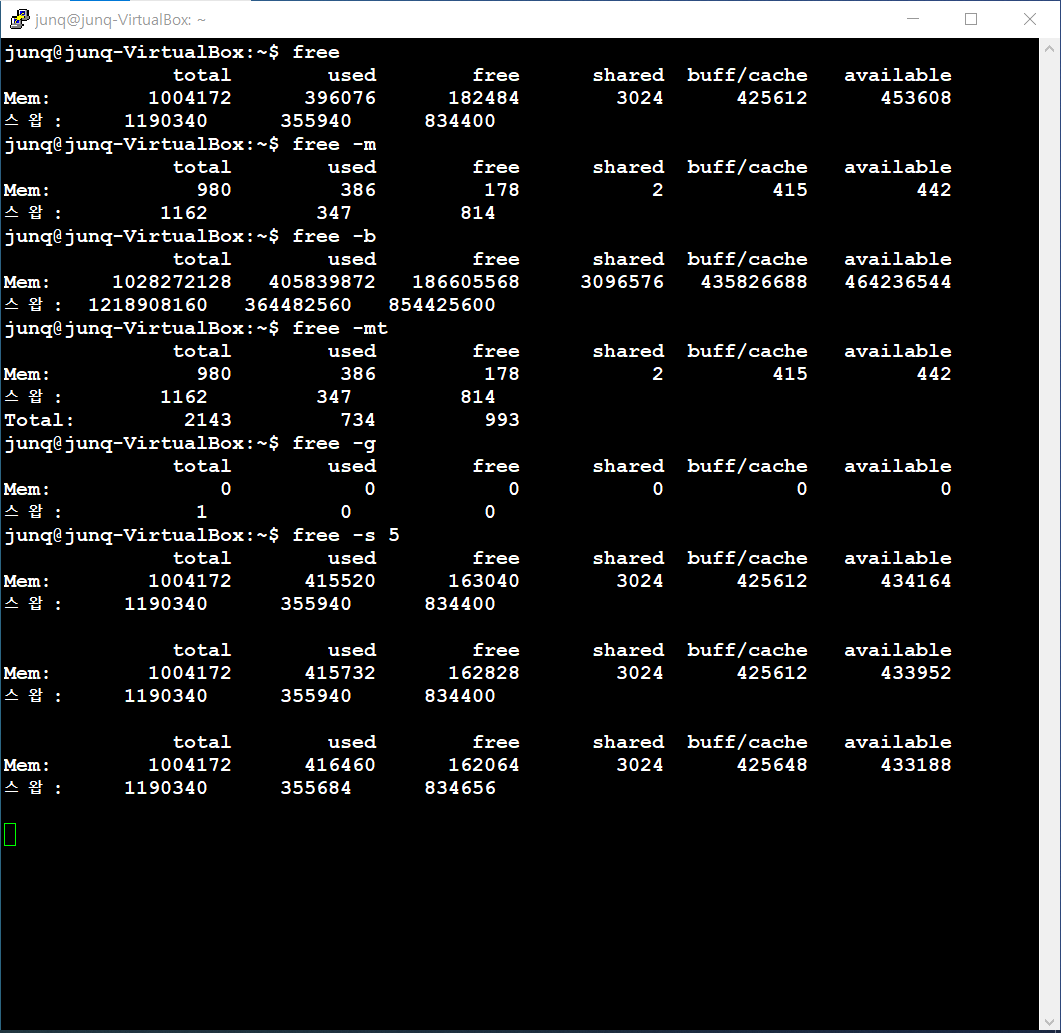 junq@junq-VirtualBox: ~
junq@junq-VirtualBox:~$ free
total used free shared buff/cache available
Mem: 1004172 396076 182484 3024 425612 453608
스왑: 1190340 355940 834400
junq@junq-VirtualBox:~$ free -m
total used free shared buff/cache available
Mem: 980 386 178 2 415 442
스왑: 1162 347 814
junq@junq-VirtualBox:~$ free -b
total used free shared buff/cache available
Mem: 1028272128 405839872 186605568 3096576 435826688 464236544
스왑: 1218908160 364482560 854425600
junq@junq-VirtualBox:~$ free -mt
total used free shared buff/cache available
Mem: 980 386 178 2 415 442
스왑: 1162 347 814
Total: 2143 734 993
junq@junq-VirtualBox:~$ free -g
total used free shared buff/cache available
Mem: 0 0 0 0 0 0
스왑: 1 0 0
junq@junq-VirtualBox:~$ free -s 5
total used free shared buff/cache available
Mem: 1004172 415520 163040 3024 425612 434164
스왑: 1190340 355940 834400
total used free shared buff/cache available
Mem: 1004172 415732 162828 3024 425612 433952
스왑: 1190340 355940 834400
total used free shared buff/cache available
Mem: 1004172 416460 162064 3024 425648 433188
스왑: 1190340 355684 834656